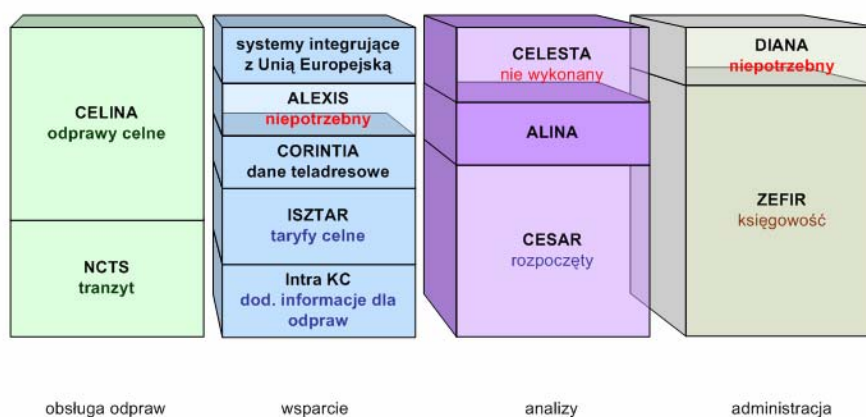 CELINA
odprawy celne
NCTS
tranzyt
systemy integrujące
z Unią Europejską
ALEXIS
niepotrzebny
CORINTIA
dane teladresowe
ISZTAR
taryfy celne
Intra KC
dod. informacje dla
odpraw
CELESTA
nie wykonany
ALINA
CESAR
rozpoczęty
DIANA
niepotrzebny
ZEFIR
księgowość
obsługa odpraw
wsparcie
analizy
administracja